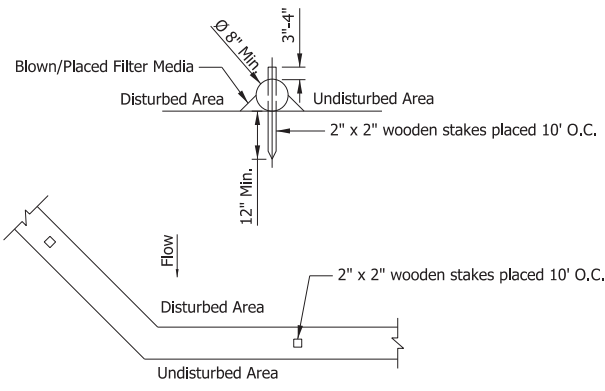 3"-4"
Ø 8" Min.
Blown/Placed Filter Media
Disturbed Area
Undisturbed Area
2" x 2" wooden stakes placed 10' O.C.
12" Min.
Flow
2" x 2" wooden stakes placed 10' O.C.
Disturbed Area
Undisturbed Area